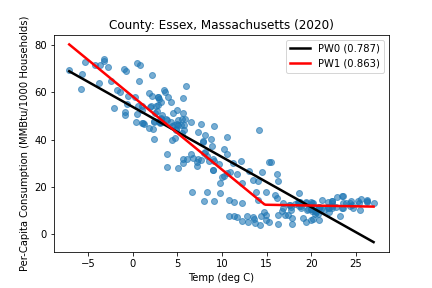 County: Essex, Massachusetts (2020)
Per-Capita Consumption (MMBtu/1000 Households)
80
60
40
20
0
PW0 (0.787)
PW1 (0.863)
−5
0
5
10
15
20
25
Temp (deg C)